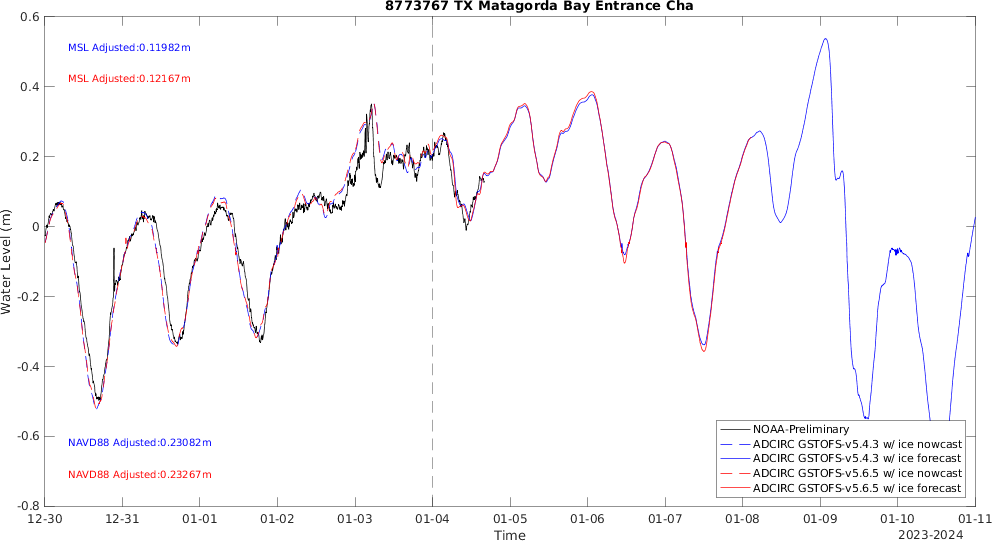 8773767 TX Matagorda Bay Entrance Cha
MSL Adjusted:0.11982m
MSL Adjusted:0.12167m
NAVD88 Adjusted:0.23082m
NAVD88 Adjusted:0.23267m
Water Level (m)
0.6
0.4
0.2
0
-0.2
-0.4
-0.6
-0.8
NOAA-Preliminary
ADCIRC GSTOFS-v5.4.3 w/ ice nowcast
ADCIRC GSTOFS-v5.4.3 w/ ice forecast
ADCIRC GSTOFS-v5.6.5 w/ ice nowcast
ADCIRC GSTOFS-v5.6.5 w/ ice forecast
12-30 12-31 01-01 01-02 01-03 01-04 01-05 01-06 01-07 01-08 01-09 01-10 01-11
Time
2023-2024